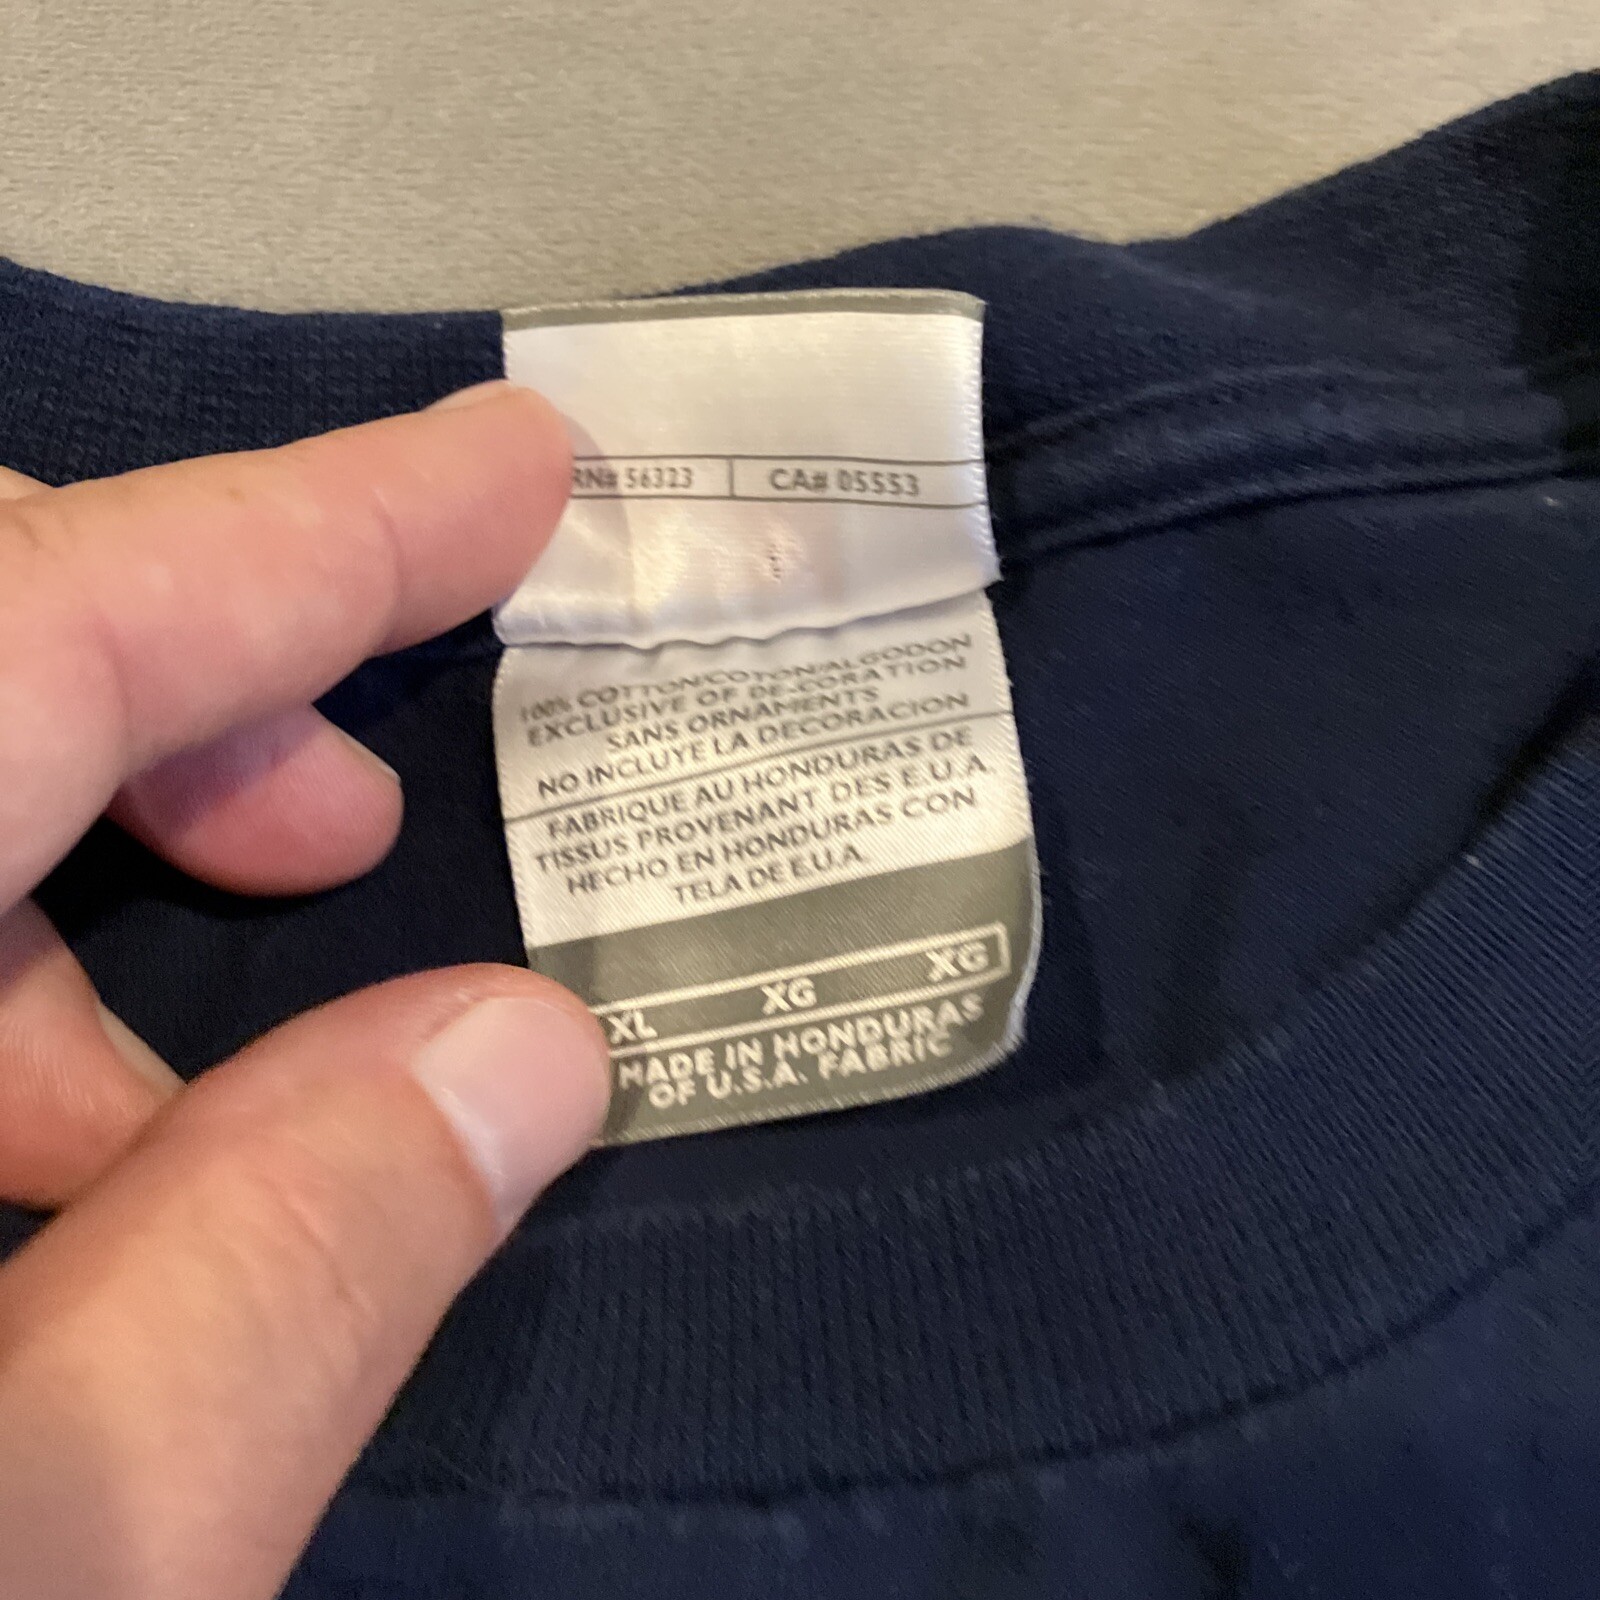 RN# 56323 CA# 05553
100% COTTON/COTON/ALGODON
EXCLUSIVE OF DE-CORATION
SANS ORNAMENTS
NO INCLUYE LA DECORACION
FABRIQUE AU HONDURAS DE
TISSUS PROVENANT DES E.U.A.
HECHO EN HONDURAS CON
TELA DE E.U.A.
XL XG XG
MADE IN HONDURAS
OF U.S.A. FABRIC